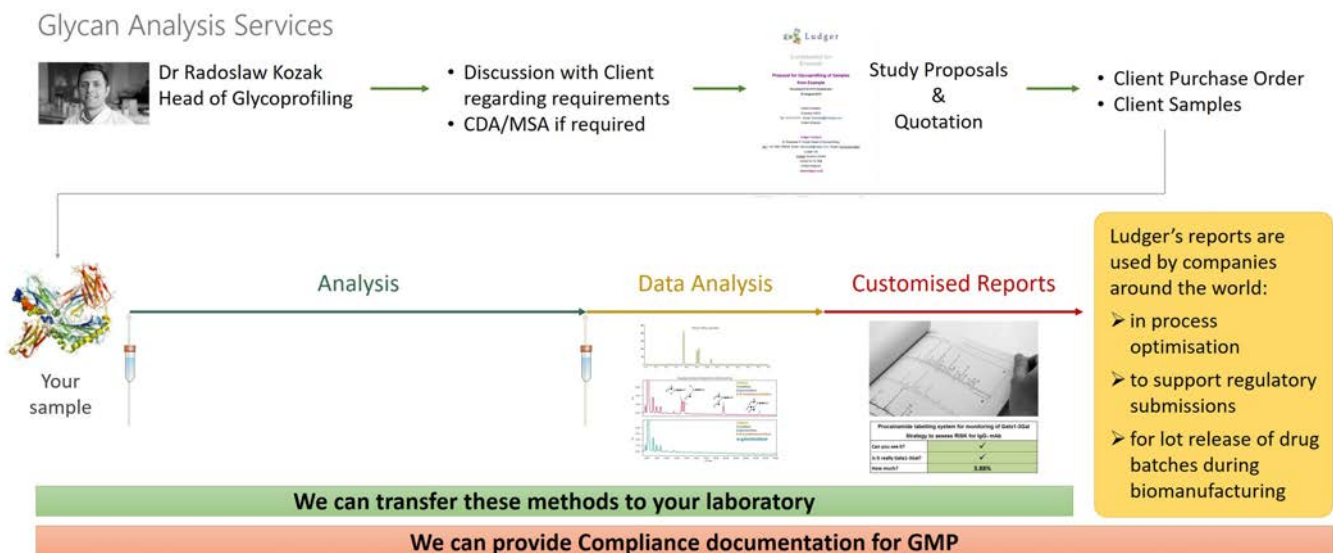 Glycan Analysis Services
Dr Radoslaw Kozak
Head of Glycoprofiling
• Discussion with Client
regarding requirements
• CDA/MSA if required
Ludger
Proposal for Glycoprofiling of Samples
Study Proposals
&
Quotation
• Client Purchase Order
• Client Samples
Your
sample
Analysis
Data Analysis
Customised Reports
Procainamide labelling system for monitoring of Galα1-3Gal
Strategy to assess RISK for IgG- mAb
Can you see it? ✓
Is it really Galα1-3Gal? ✓
How much?
Ludger’s reports are
used by companies
around the world:
➢ in process
optimisation
➢ to support regulatory
submissions
➢ for lot release of drug
batches during
biomanufacturing
We can transfer these methods to your laboratory
We can provide Compliance documentation for GMP